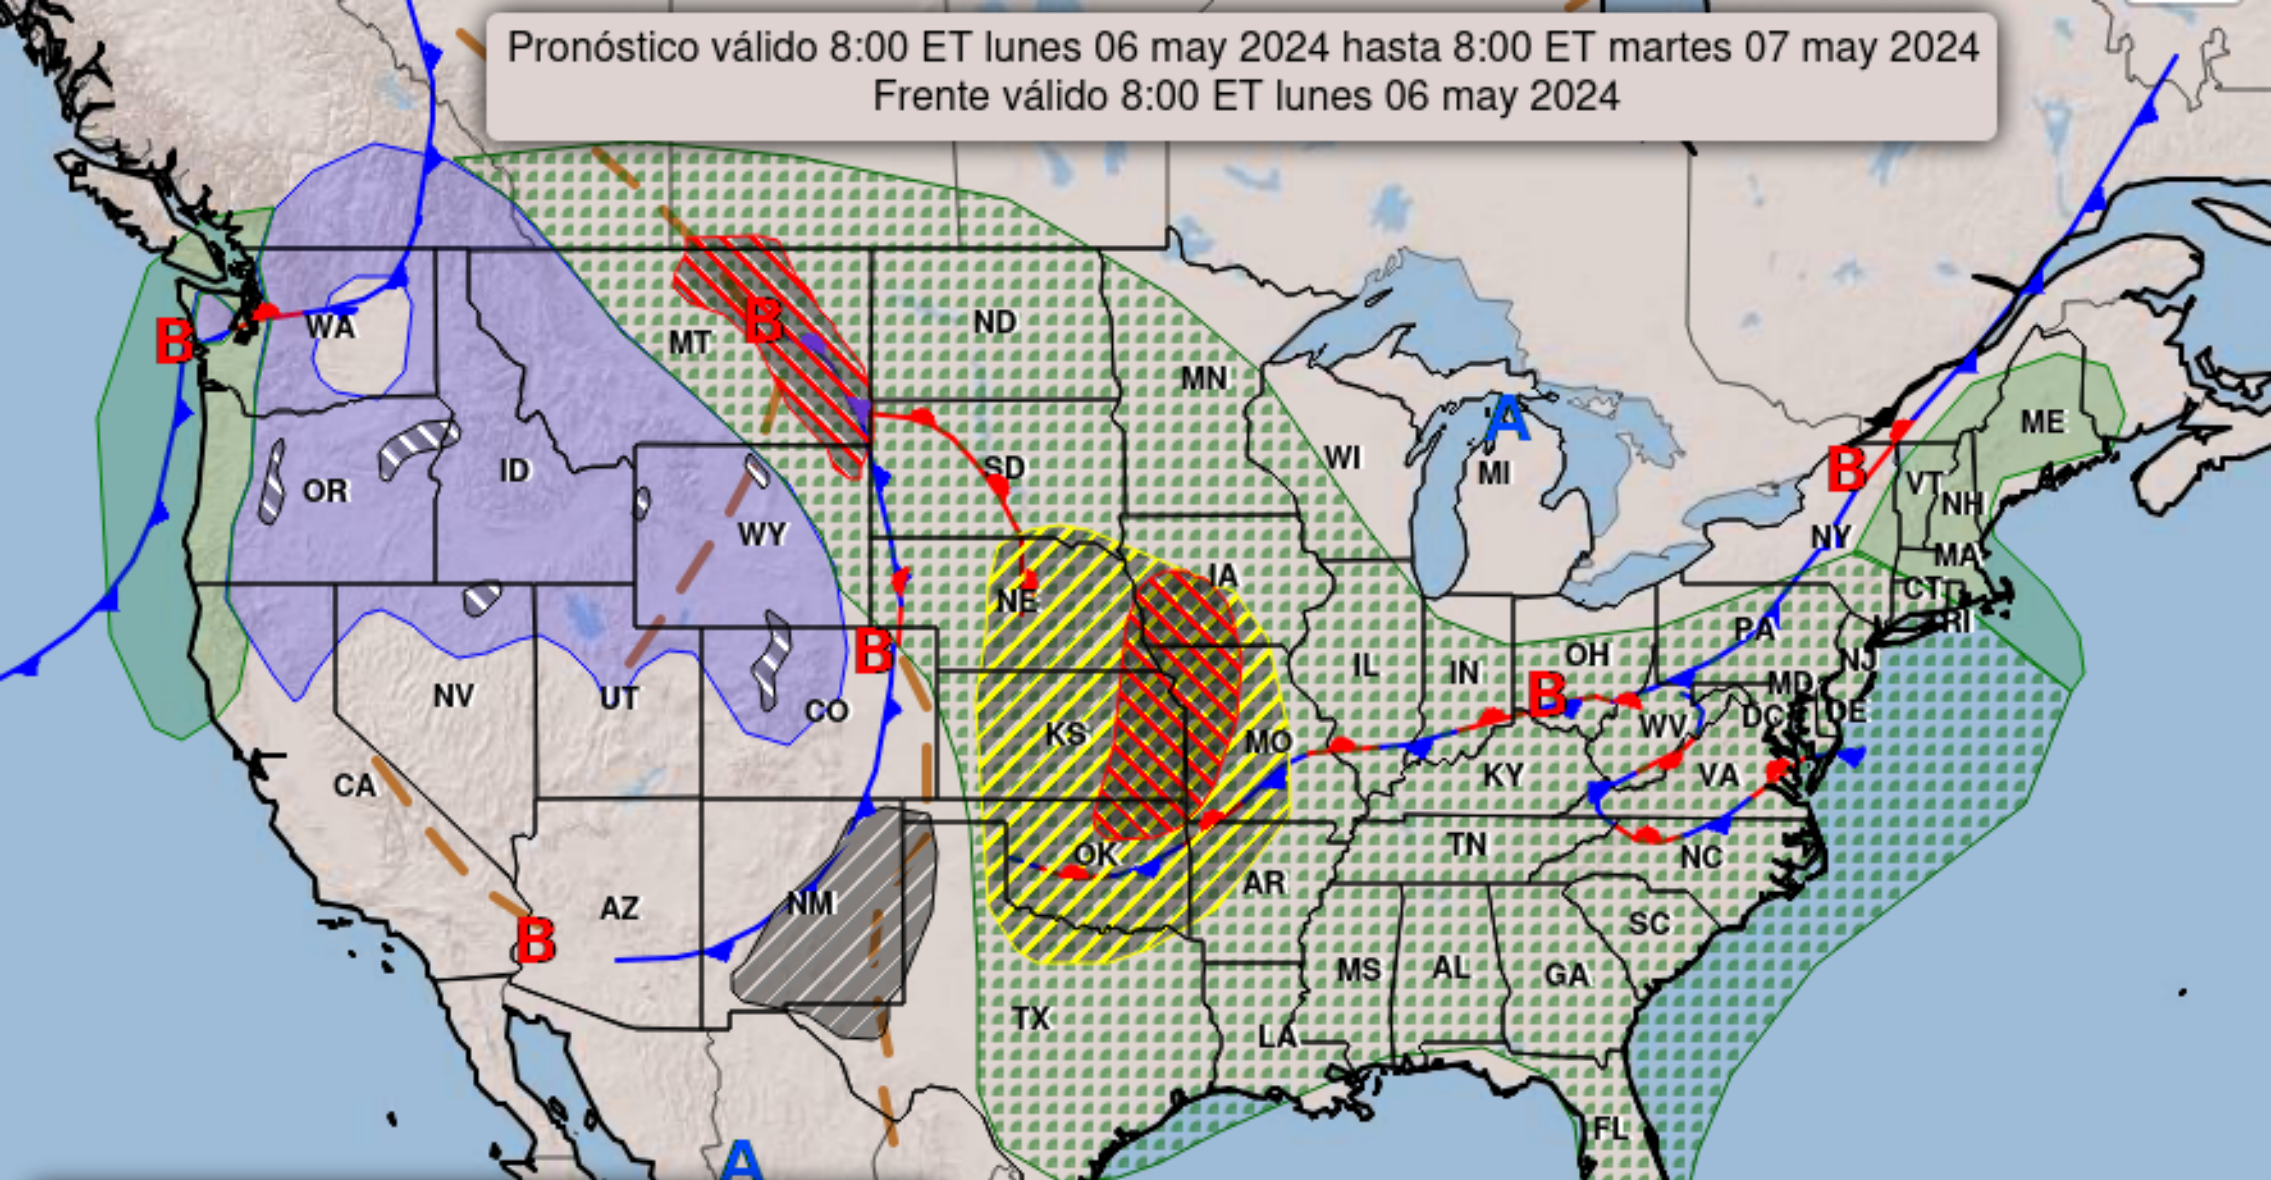 Pronóstico válido 8:00 ET lunes 06 may 2024 hasta 8:00 ET martes 07 may 2024
Frente válido 8:00 ET lunes 06 may 2024
B WA MT B ND MN A ME
OR ID WY SD WI MI B VT NH
NY MA CT RI
NE IA PA
B IL IN OH NJ
NV UT CO KS MO B WV MD DC DE
CA KY VA
NM OK TN NC
B AZ AR SC
TX MS AL GA
LA
FL
A